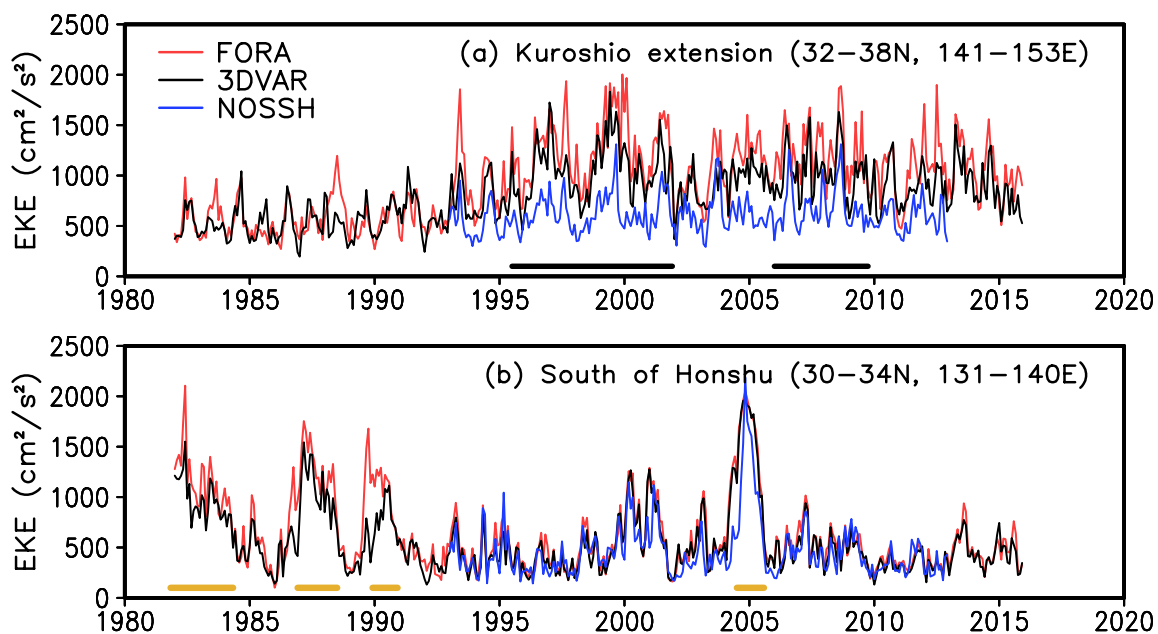 2500
2000
1500
1000
500
0
EKE (cm²/s²)
FORA
3DVAR
NOSSH
(a) Kuroshio extension (32−38N, 141−153E)
1980 1985 1990 1995 2000 2005 2010 2015 2020
2500
2000
1500
1000
500
0
EKE (cm²/s²)
(b) South of Honshu (30−34N, 131−140E)
1980 1985 1990 1995 2000 2005 2010 2015 2020